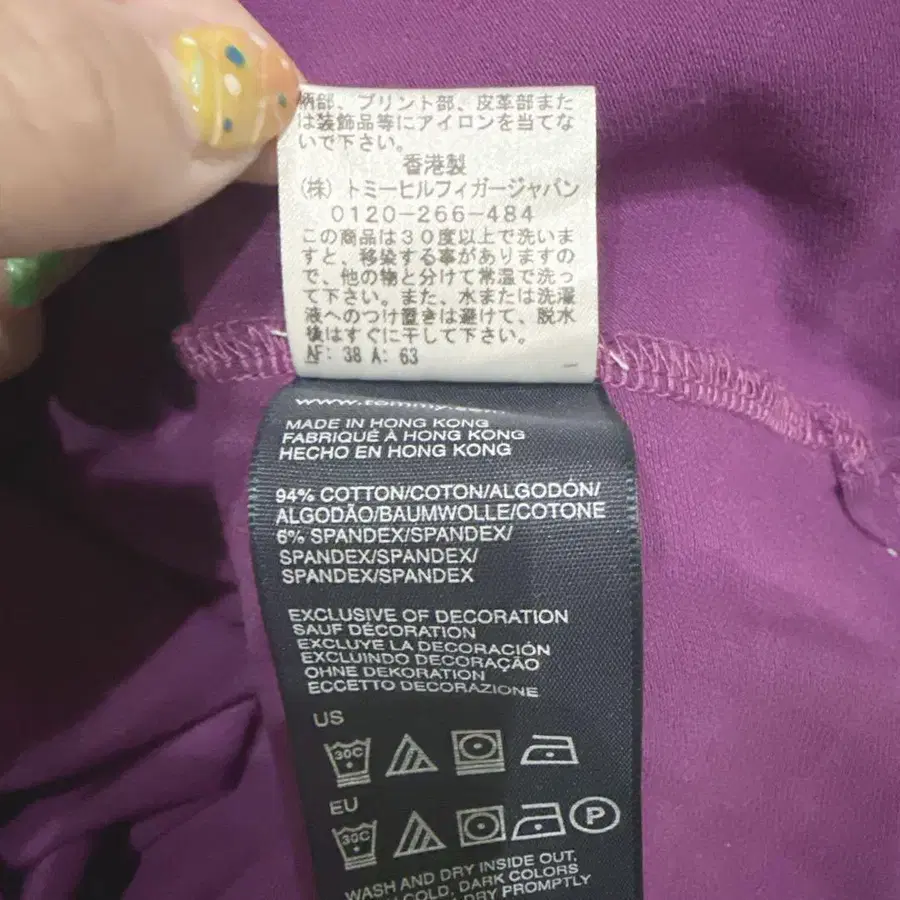 柄部、プリント部、皮革部また
は装飾品等にアイロンを当てな
いで下さい。
香港製
(株) トミーヒルフィガージャパン
0120-266-484
この商品は30度以上で洗いま
すと、移染する事がありますの
で、他の物と分けて常温で洗っ
て下さい。また、水または洗濯
液へのつけ置きは避けて、脱水
後はすぐに干して下さい。
AF: 38 A: 63
www.tommy.com
MADE IN HONG KONG
FABRIQUÉ À HONG KONG
HECHO EN HONG KONG
94% COTTON/COTON/ALGODÓN/
ALGODÃO/BAUMWOLLE/COTONE
6% SPANDEX/SPANDEX/
SPANDEX/SPANDEX/
SPANDEX/SPANDEX
EXCLUSIVE OF DECORATION
SAUF DÉCORATION
EXCLUYE LA DECORACIÓN
EXCLUINDO DECORAÇÃO
OHNE DEKORATION
ECCETTO DECORAZIONE
US
30C
EU
30C
P
WASH AND DRY INSIDE OUT,
COLD, DARK COLORS
DRY PROMPTLY